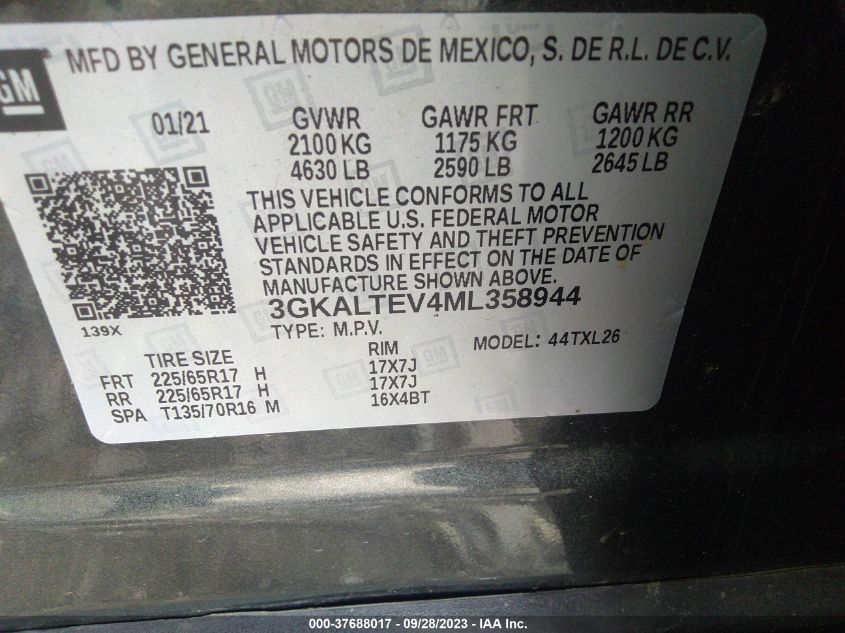 GM
MFD BY GENERAL MOTORS DE MEXICO, S. DE R.L. DE C.V.
01/21 GVWR GAWR FRT GAWR RR
2100 KG 1175 KG 1200 KG
4630 LB 2590 LB 2645 LB
THIS VEHICLE CONFORMS TO ALL
APPLICABLE U.S. FEDERAL MOTOR
VEHICLE SAFETY AND THEFT PREVENTION
STANDARDS IN EFFECT ON THE DATE OF
MANUFACTURE SHOWN ABOVE.
3GKALTEV4ML358944
139X
TYPE: M.P.V. MODEL: 44TXL26
TIRE SIZE RIM
FRT 225/65R17 H 17X7J
RR 225/65R17 H 17X7J
SPA T135/70R16 M 16X4BT
000-37688017 - 09/28/2023 - IAA Inc.